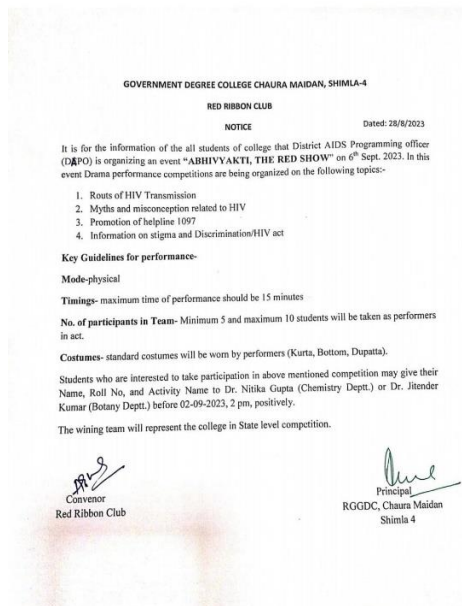 GOVERNMENT DEGREE COLLEGE CHAURA MAIDAN, SHIMLA-4
RED RIBBON CLUB
NOTICE
Dated: 28/8/2023
It is for the information of the all students of college that District AIDS Programing officer
(DAPO) is organizing an event “ABHIVYAKTI, THE RED SHOW” on 6th Sept. 2023. In this
event Drama performance competitions are being organized on the following topics:-
1. Routs of HIV Transmission
2. Myths and misconception related to HIV
3. Promotion of helpline 1097
4. Information on stigma and Discrimination/HIV act
Key Guidelines for performance-
Mode-physical
Timings- maximum time of performance should be 15 minutes
No. of participants in Team- Minimum 5 and maximum 10 students will be taken as performers
in act.
Costumes- standard costumes will be worn by performers (Kurta, Bottom, Dupatta).
Students who are interested to take participation in above mentioned competition may give their
Name, Roll No, and Activity Name to Dr. Nitika Gupta (Chemistry Deptt.) or Dr. Jitender
Kumar (Botany Deptt.) before 02-09-2023, 2 pm, positively.
The wining team will represent the college in State level competition.
Convenor
Red Ribbon Club
Principal
RGGDC, Chaura Maidan
Shimla 4